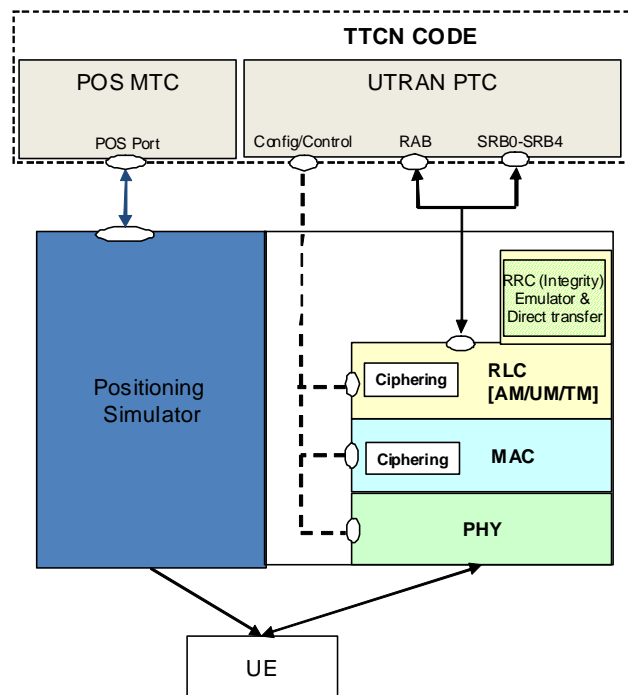 TTCN CODE
POS MTC
UTRAN PTC
POS Port
Config/Control
RAB
SRB0-SRB4
RRC (Integrity)
Emulator &
Direct transfer
Positioning
Simulator
Ciphering
RLC
[AM/UM/TM]
Ciphering
MAC
PHY
UE